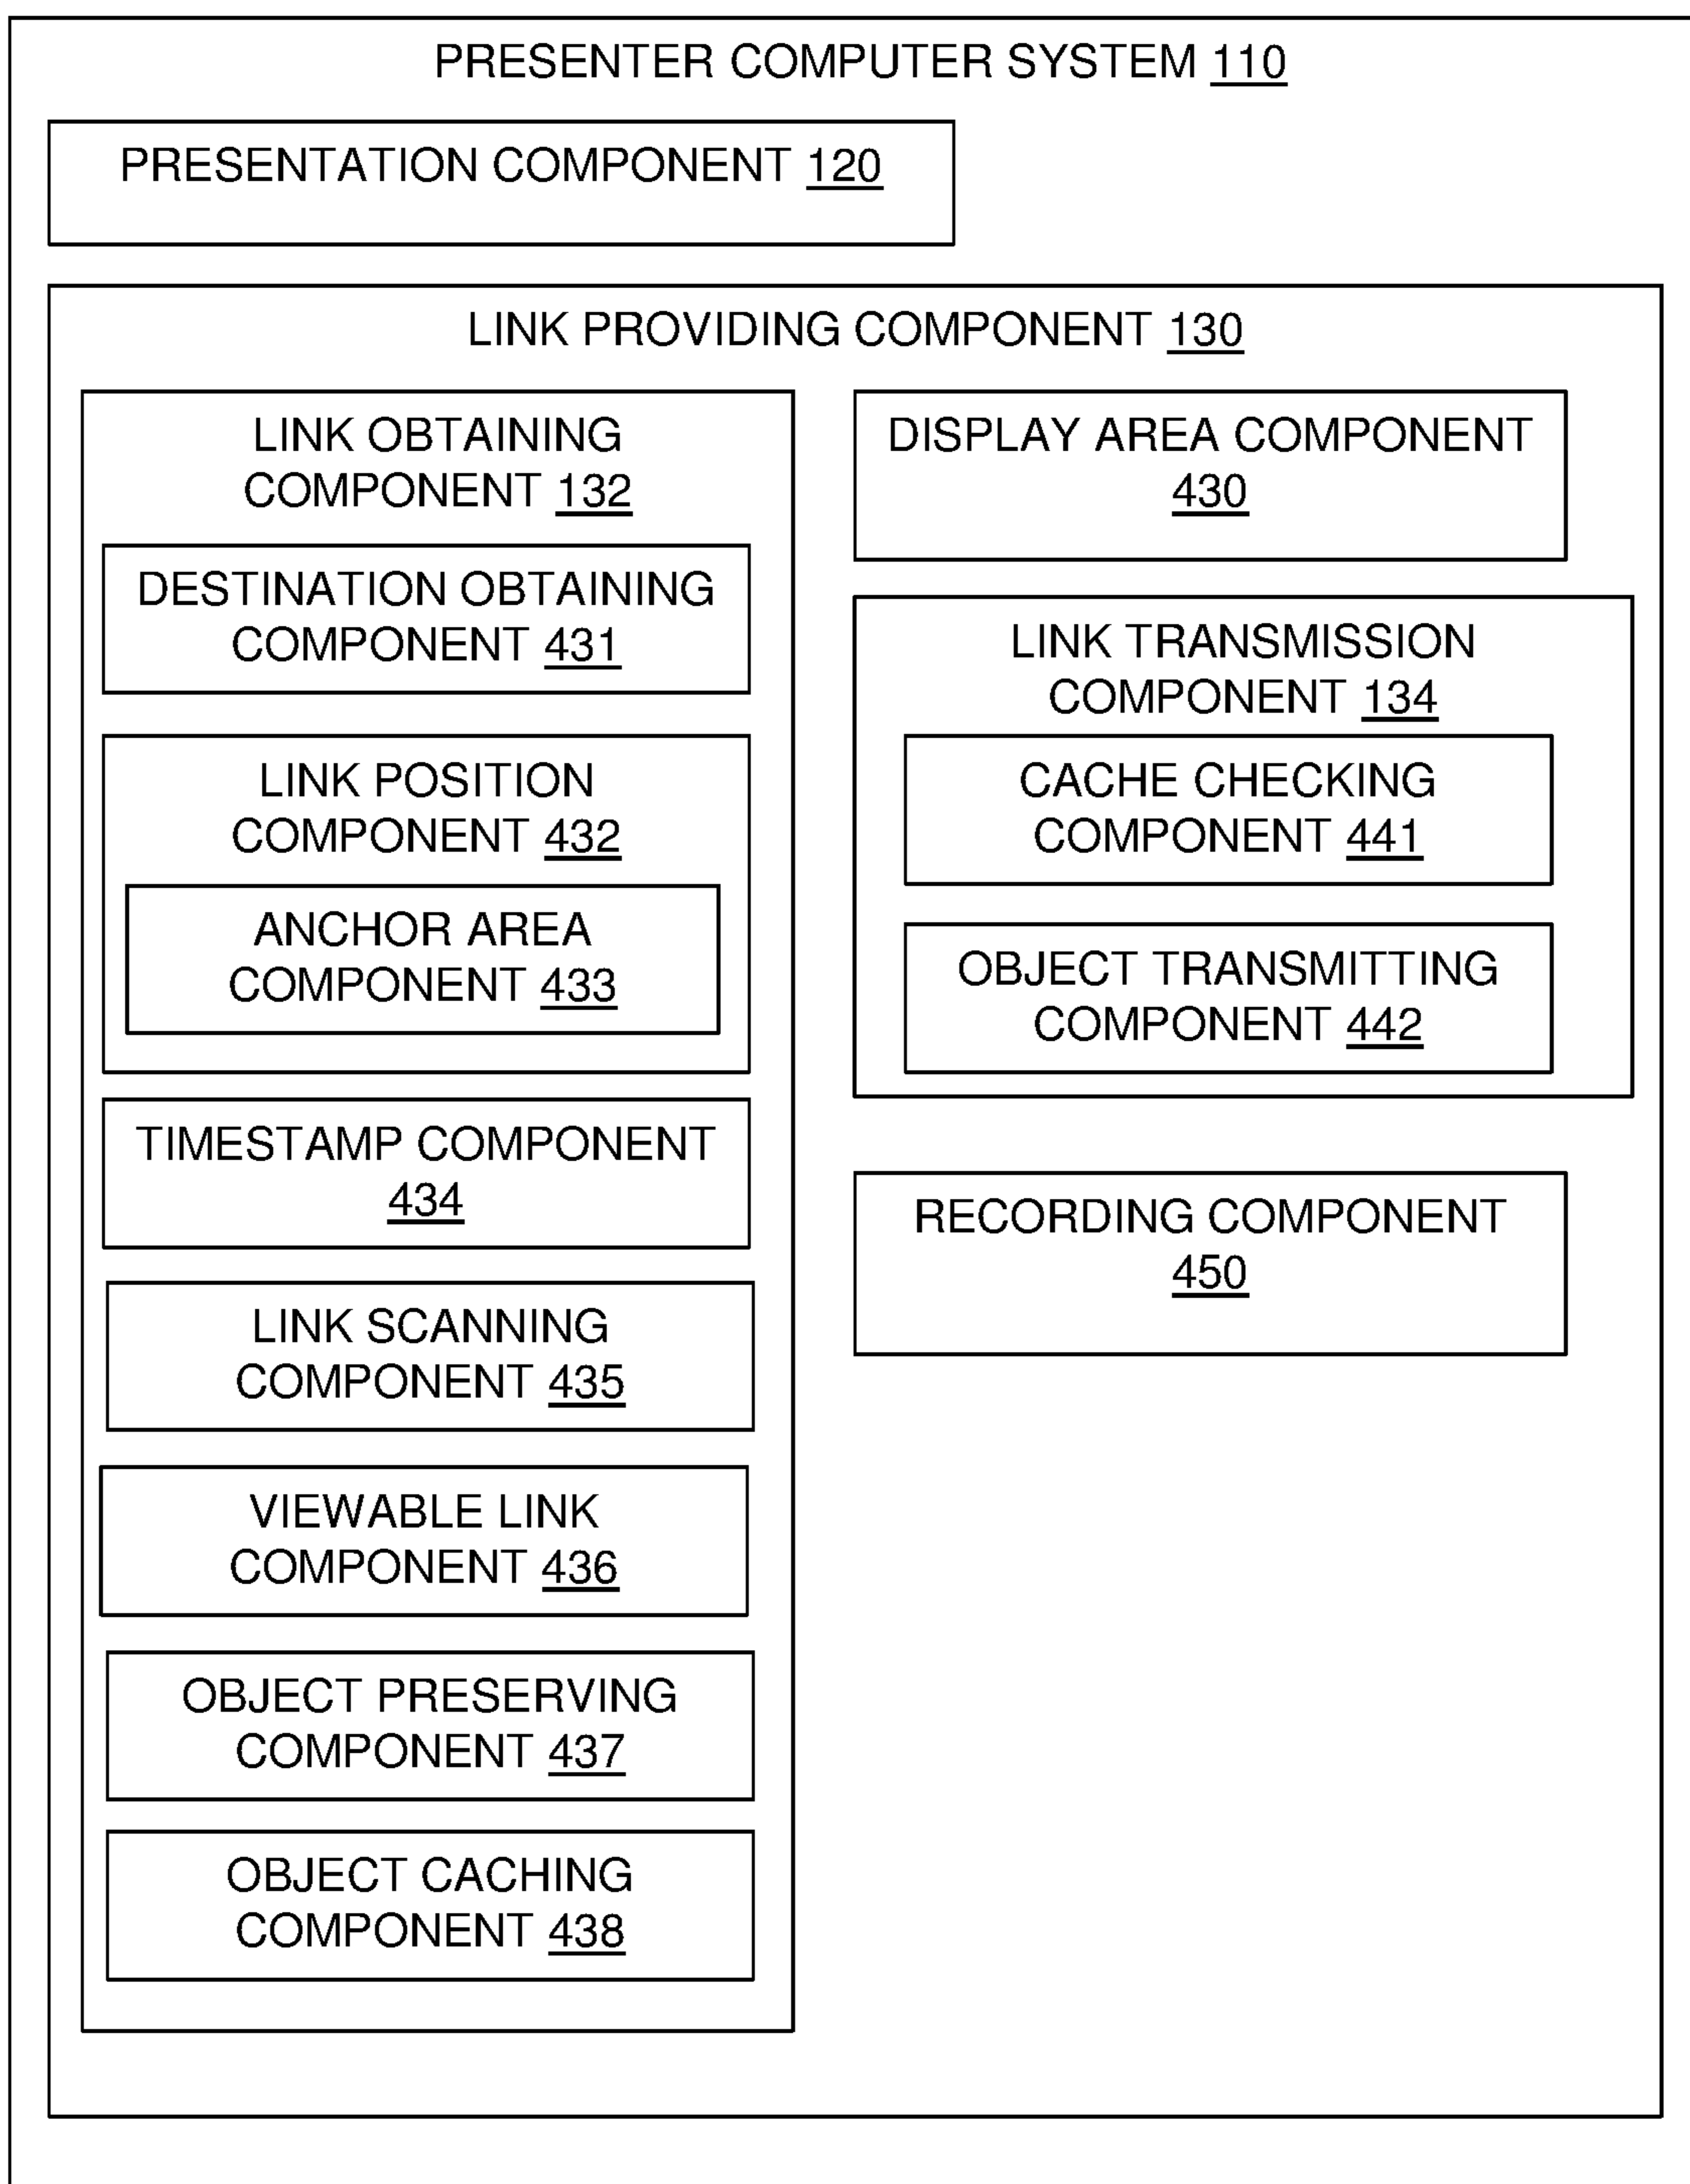 PRESENTER COMPUTER SYSTEM 110
PRESENTATION COMPONENT 120
LINK PROVIDING COMPONENT 130
LINK OBTAINING
COMPONENT 132
DESTINATION OBTAINING
COMPONENT 431
LINK POSITION
COMPONENT 432
ANCHOR AREA
COMPONENT 433
TIMESTAMP COMPONENT
434
LINK SCANNING
COMPONENT 435
VIEWABLE LINK
COMPONENT 436
OBJECT PRESERVING
COMPONENT 437
OBJECT CACHING
COMPONENT 438
DISPLAY AREA COMPONENT
430
LINK TRANSMISSION
COMPONENT 134
CACHE CHECKING
COMPONENT 441
OBJECT TRANSMITTING
COMPONENT 442
RECORDING COMPONENT
450